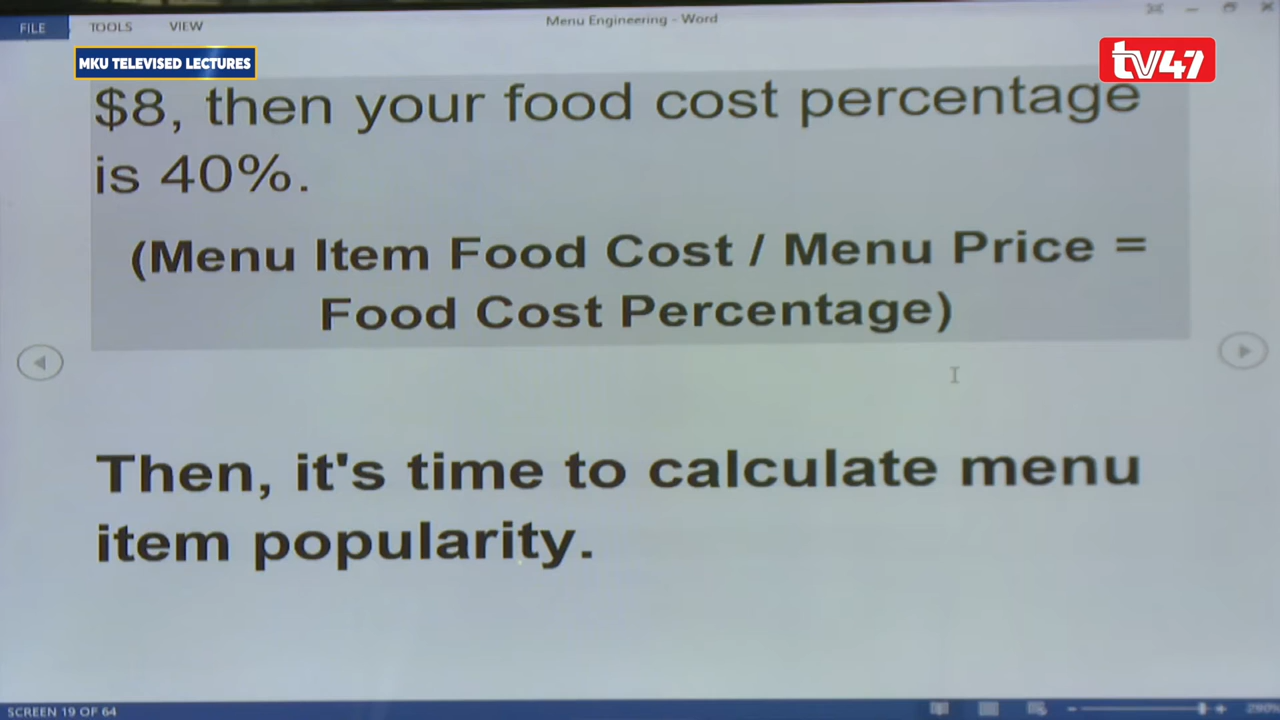 Menu Engineering - Word
FILE TOOLS VIEW
MKU TELEVISED LECTURES
tv47
$8, then your food cost percentage
is 40%.
(Menu Item Food Cost / Menu Price =
Food Cost Percentage)
Then, it's time to calculate menu
item popularity.
SCREEN 19 OF 64